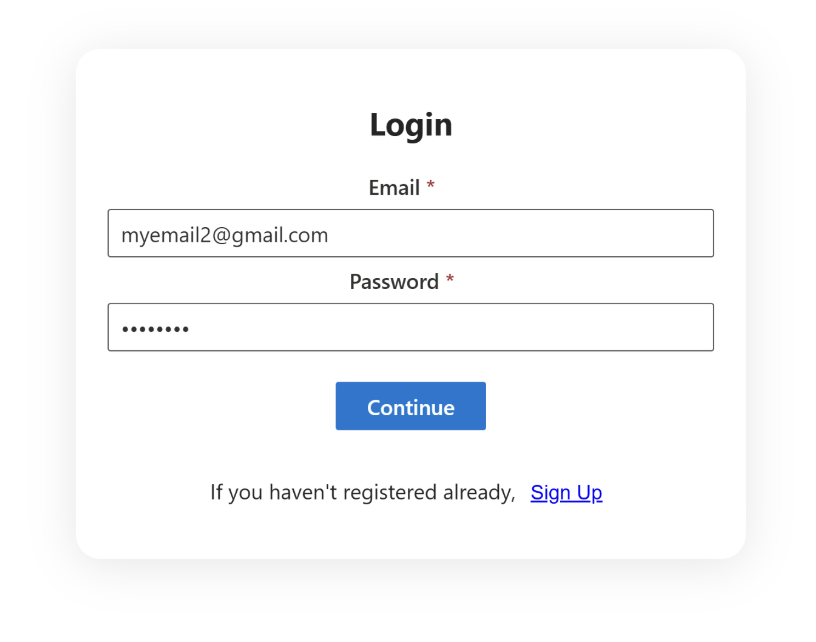 Login
Email *
myemail2@gmail.com
Password *
••••••••
Continue
If you haven't registered already, Sign Up